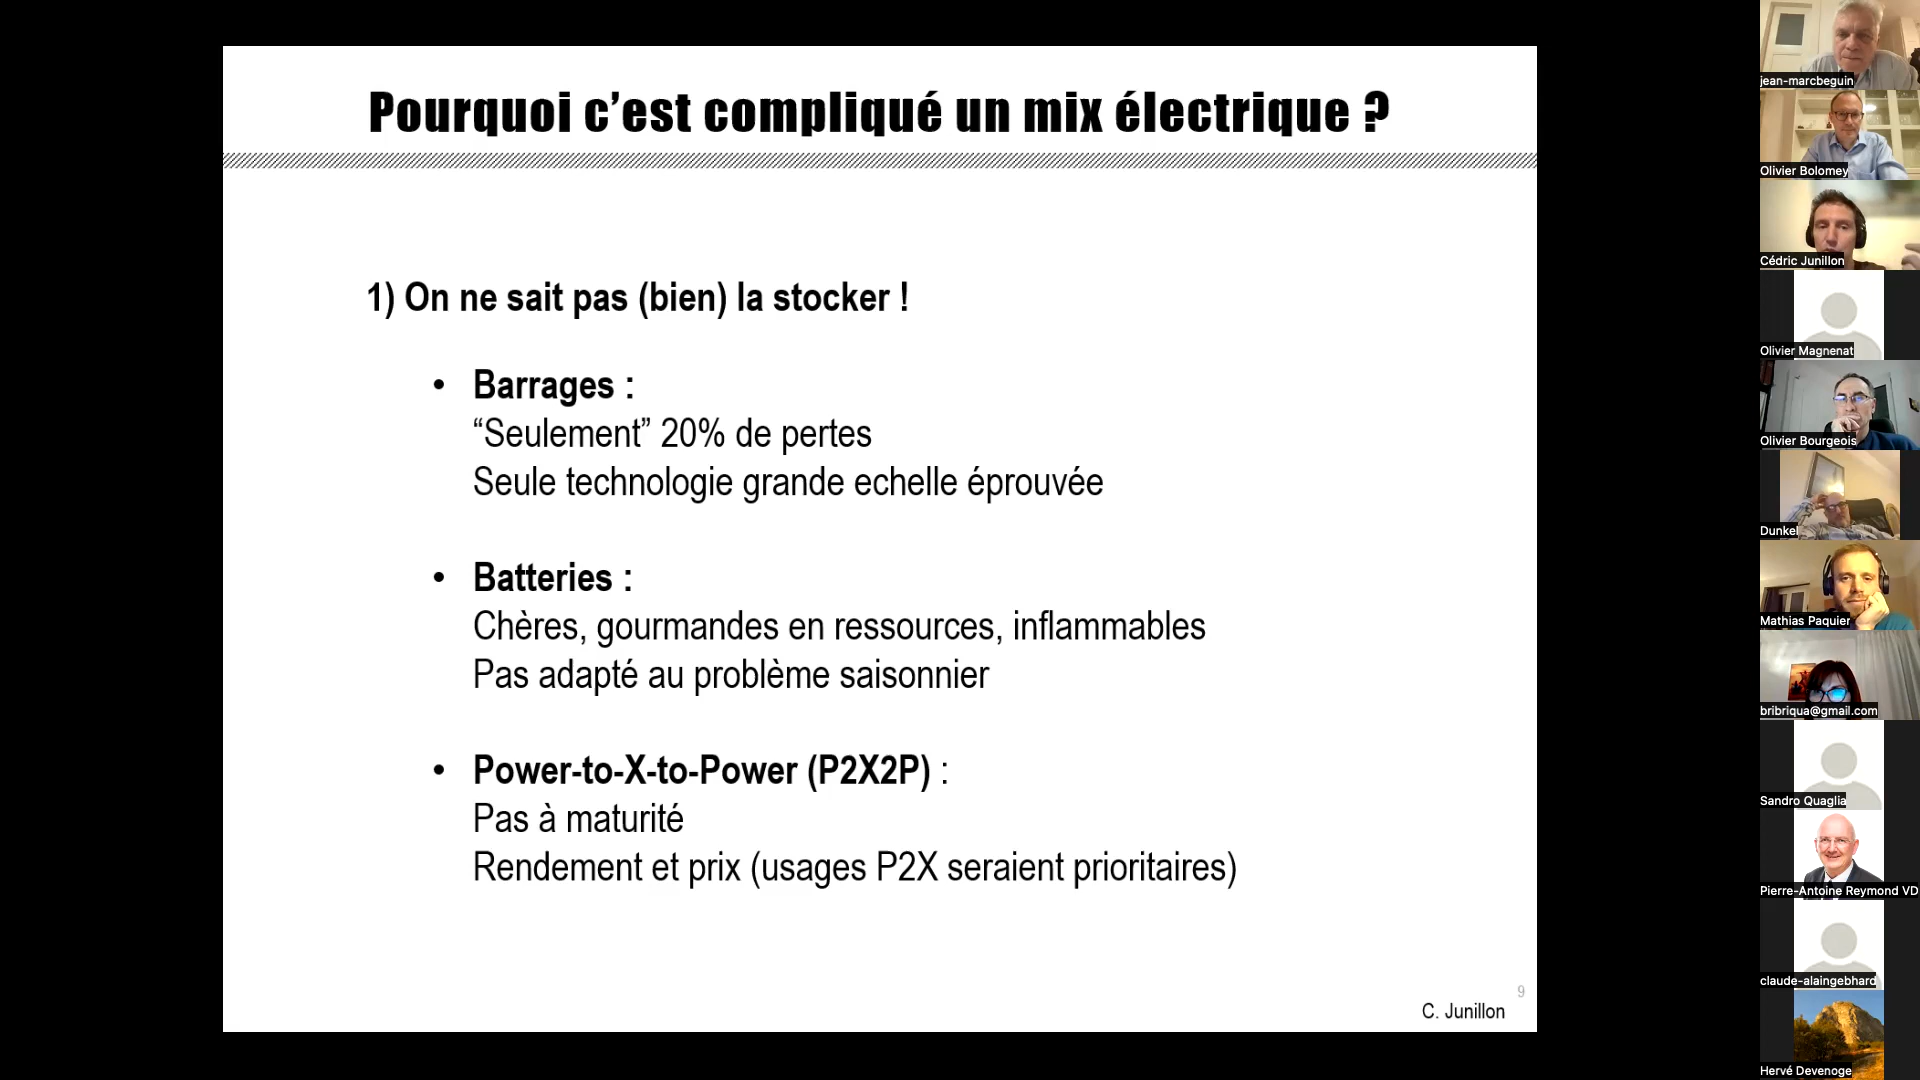 Pourquoi c’est compliqué un mix électrique ?
1) On ne sait pas (bien) la stocker !
• Barrages :
“Seulement” 20% de pertes
Seule technologie grande echelle éprouvée
• Batteries :
Chères, gourmandes en ressources, inflammables
Pas adapté au problème saisonnier
• Power-to-X-to-Power (P2X2P) :
Pas à maturité
Rendement et prix (usages P2X seraient prioritaires)
9
C. Junillon
jean-marcbeguin
Olivier Bolomey
Cédric Junillon
Olivier Magnenat
Olivier Bourgeois
Dunkel
Mathias Paquier
bribriqua@gmail.com
Sandro Quaglia
Pierre-Antoine Reymond VD
claude-alaingebhard
Hervé Devenoge